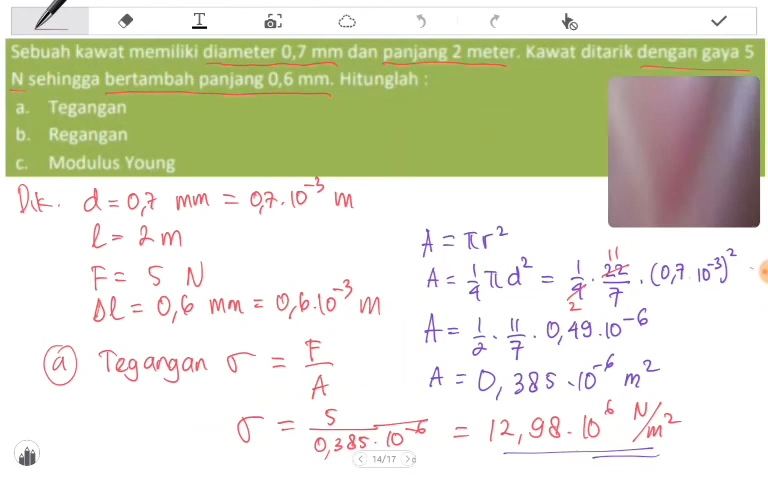 Sebuah kawat memiliki diameter 0,7 mm dan panjang 2 meter. Kawat ditarik dengan gaya 5
N sehingga bertambah panjang 0,6 mm. Hitunglah :
a. Tegangan
b. Regangan
c. Modulus Young
Dik. d = 0,7 mm = 0,7.10⁻³ m
l = 2 m
F = 5 N
Δl = 0,6 mm = 0,6.10⁻³ m
A = πr²
A = 1/4 πd² = 1/4 2 . 22/7 11 . (0,7.10⁻³)²
A = 1/2 . 11/7 . 0,49.10⁻⁶
A = 0,385.10⁻⁶ m²
a Tegangan σ = F/A
σ = 5/0,385.10⁻⁶ = 12,98.10⁶ N/m²
14/17